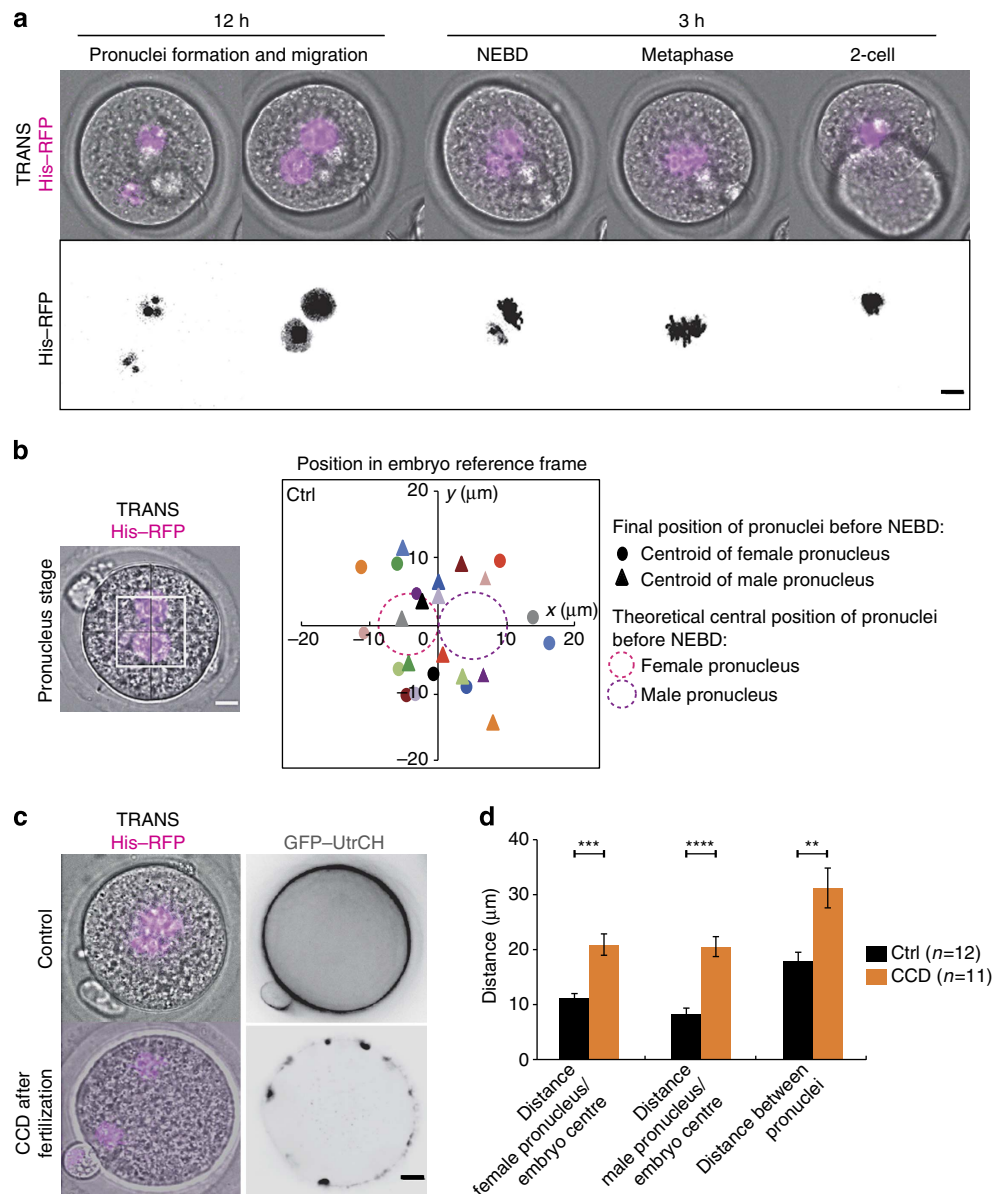 a
12 h
3 h
Pronuclei formation and migration
NEBD
Metaphase
2-cell
TRANS
His–RFP
His–RFP
b
TRANS
His–RFP
Pronucleus stage
Position in embryo reference frame
Ctrl
20
y (μm)
10
x (μm)
−20
−10
0
10
20
−10
−20
Final position of pronuclei before NEBD:
Centroid of female pronucleus
Centroid of male pronucleus
Theoretical central position of pronuclei
before NEBD:
Female pronucleus
Male pronucleus
c
TRANS
His–RFP
GFP–UtrCH
Control
CCD after
fertilization
d
40
30
20
10
0
Distance (μm)
***
****
**
Ctrl (n=12)
CCD (n=11)
Distance
female pronucleus/
embryo centre
Distance
male pronucleus/
embryo centre
Distance between
pronuclei